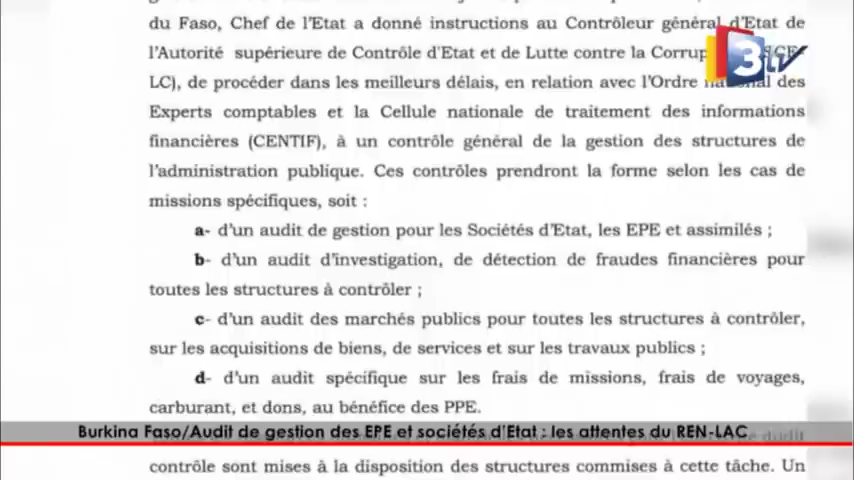 du Faso, Chef de l'Etat a donné instructions au Contrôleur général d'Etat de
l'Autorité supérieure de Contrôle d'Etat et de Lutte contre la
3tv
LC), de procéder dans les meilleurs délais, en relation avec l'Ordre des
Experts comptables et la Cellule nationale de traitement des informations
financières (CENTIF), à un contrôle général de la gestion des structures de
l'administration publique. Ces contrôles prendront la forme selon les cas de
missions spécifiques, soit :
a- d'un audit de gestion pour les Sociétés d'Etat, les EPE et assimilés ;
b- d'un audit d'investigation, de détection de fraudes financières pour
toutes les structures à contrôler ;
c- d'un audit des marchés publics pour toutes les structures à contrôler,
sur les acquisitions de biens, de services et sur les travaux publics ;
d- d'un audit spécifique sur les frais de missions, frais de voyages,
carburant, et dons, au bénéfice des PPE.
Burkina Faso/Audit de gestion des EPE et sociétés d'Etat : les attentes du REN-LAC
contrôle sont mises à la disposition des structures commises à cette tâche. Un